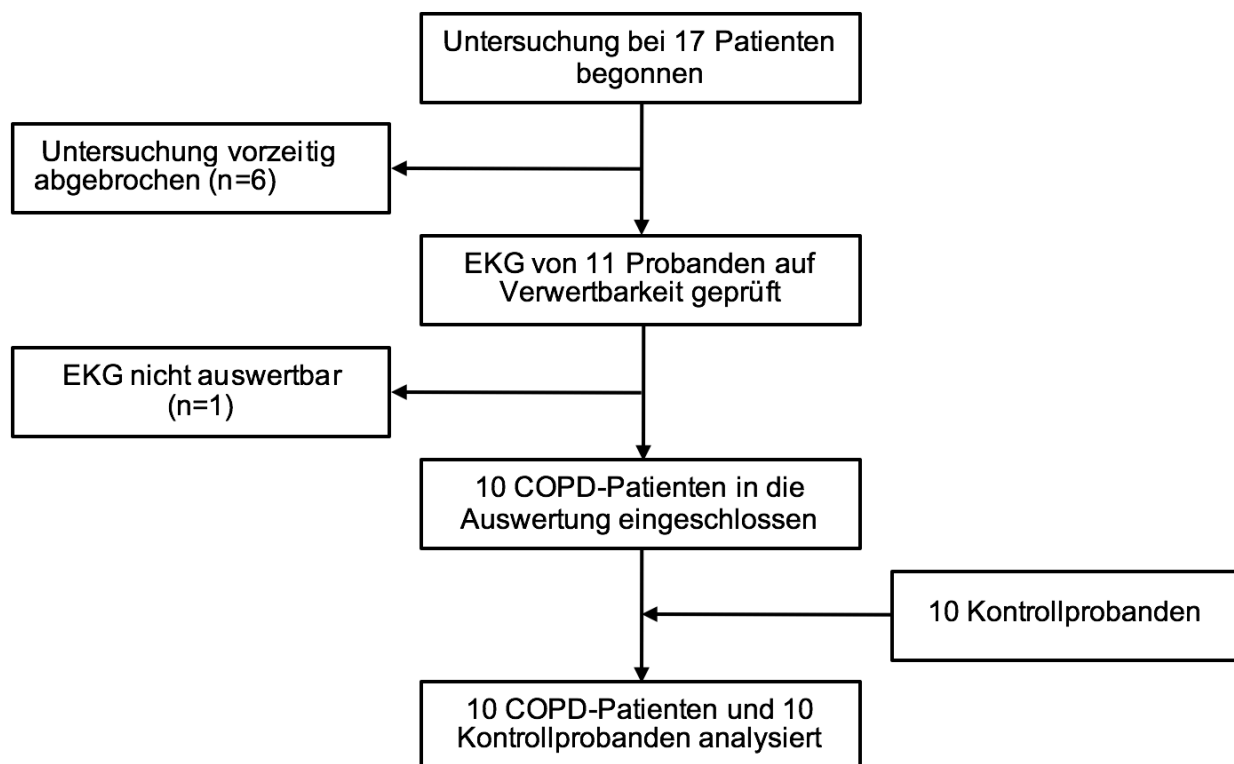 Untersuchung bei 17 Patienten
begonnen
Untersuchung vorzeitig
abgebrochen (n=6)
EKG von 11 Probanden auf
Verwertbarkeit geprüft
EKG nicht auswertbar
(n=1)
10 COPD-Patienten in die
Auswertung eingeschlossen
10 Kontrollprobanden
10 COPD-Patienten und 10
Kontrollprobanden analysiert